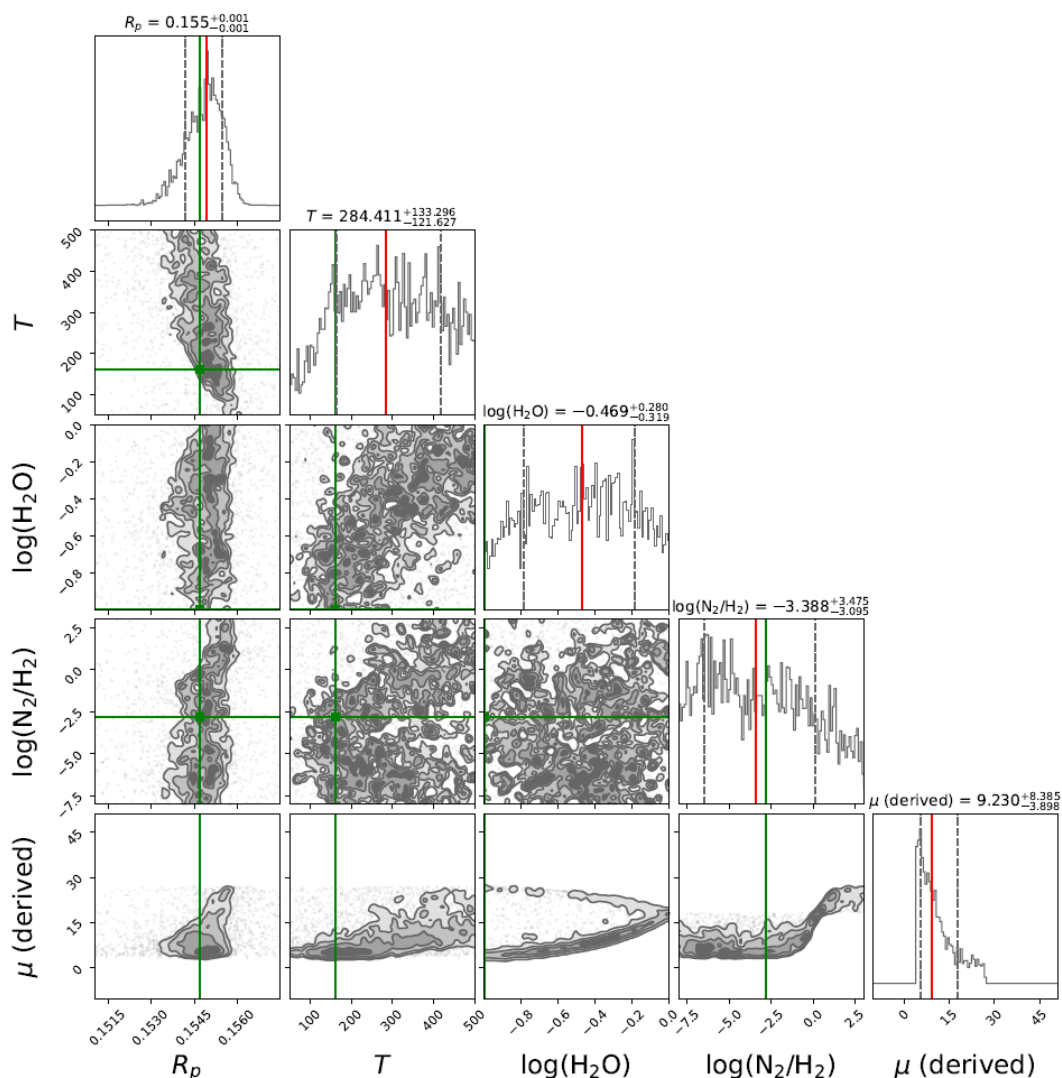 R_p = 0.155 +0.001 −0.001
T = 284.411 +133.296 −121.627
500
400
300
200
100
T
log(H₂O) = −0.469 +0.280 −0.319
0.0
−0.2
−0.4
−0.6
−0.8
log(H₂O)
log(N₂/H₂) = −3.388 +3.475 −3.095
2.5
0.0
−2.5
−5.0
−7.5
log(N₂/H₂)
μ (derived) = 9.230 +8.385 −3.898
45
30
15
0
μ (derived)
0.1515 0.1530 0.1545 0.1560 100 200 300 400 500 −0.8 −0.6 −0.4 −0.2 0.0 −7.5 −5.0 −2.5 0.0 2.5 0 15 30 45
R_p T log(H₂O) log(N₂/H₂) μ (derived)